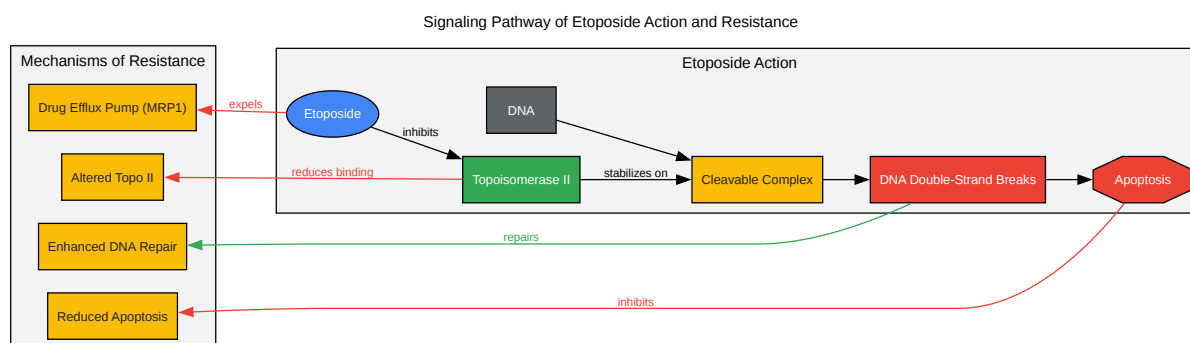 Signaling Pathway of Etoposide Action and Resistance
Mechanisms of Resistance
Etoposide Action
Drug Efflux Pump (MRP1)
expels
Etoposide
DNA
inhibits
Altered Topo II
reduces binding
Topoisomerase II
stabilizes on
Cleavable Complex
DNA Double-Strand Breaks
Apoptosis
Enhanced DNA Repair
repairs
Reduced Apoptosis
inhibits